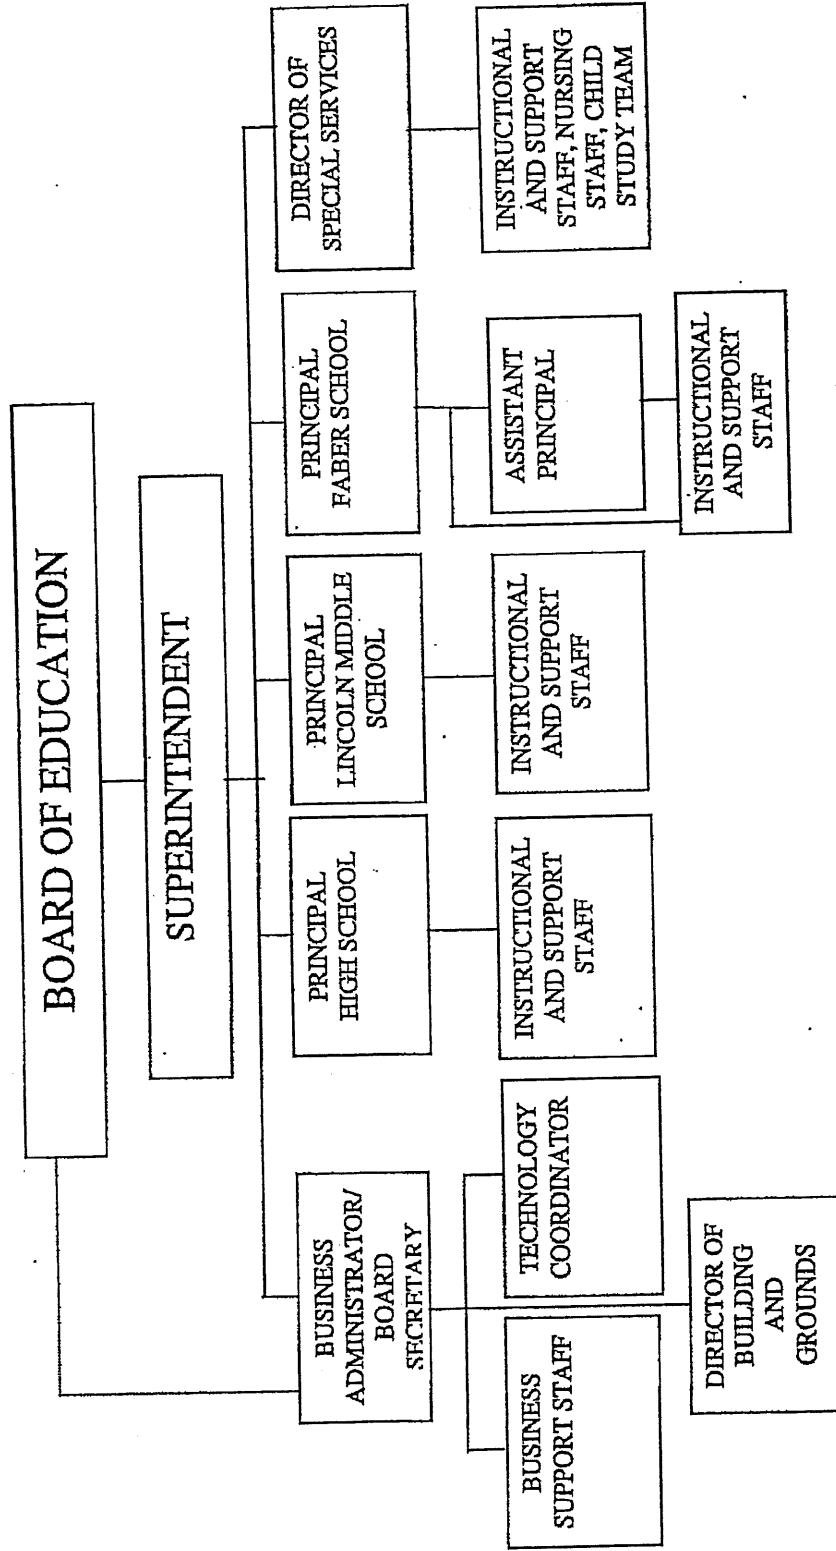 BOARD OF EDUCATION
SUPERINTENDENT
BUSINESS
ADMINISTRATOR/
BOARD
SECRETARY
PRINCIPAL
HIGH SCHOOL
PRINCIPAL
LINCOLN MIDDLE
SCHOOL
PRINCIPAL
FABER SCHOOL
DIRECTOR OF
SPECIAL SERVICES
BUSINESS
SUPPORT STAFF
TECHNOLOGY
COORDINATOR
INSTRUCTIONAL
AND SUPPORT
STAFF
INSTRUCTIONAL
AND SUPPORT
STAFF
ASSISTANT
PRINCIPAL
INSTRUCTIONAL
AND SUPPORT
STAFF, NURSING
STAFF, CHILD
STUDY TEAM
DIRECTOR OF
BUILDING
AND
GROUNDS
INSTRUCTIONAL
AND SUPPORT
STAFF